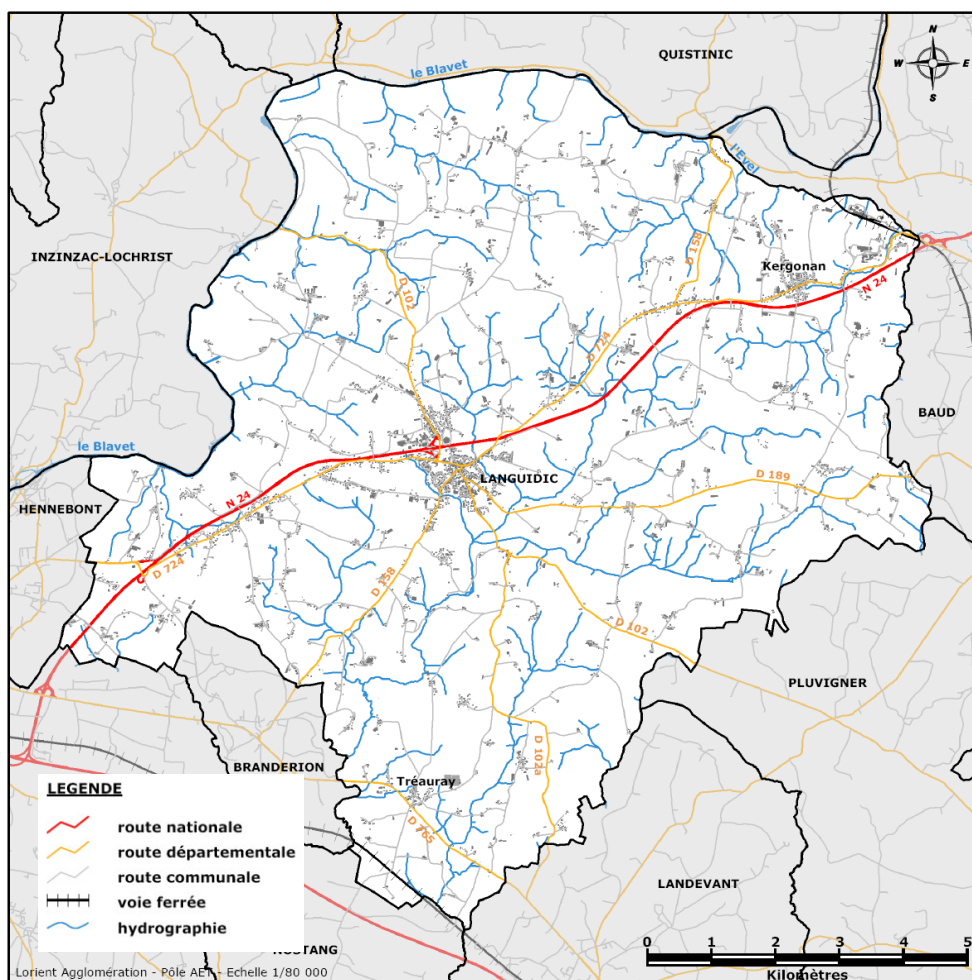 QUISTINIC
N
W E
S
le Blavet
l'Evel
INZINZAC-LOCHRIST
D 158
Kergonan
N 24
D 102
D 724
BAUD
le Blavet
LANGUIDIC
D 189
N 24
HENNEBONT
D 724
D 158
D 102
PLUVIGNER
D 102a
BRANDERION
Tréauray
D 765
LEGENDE
route nationale
route départementale
route communale
voie ferrée
hydrographie
LANDEVANT
0 1 2 3 4 5
Kilomètres
Lorient Agglomération - Pôle AET - Echelle 1/80 000